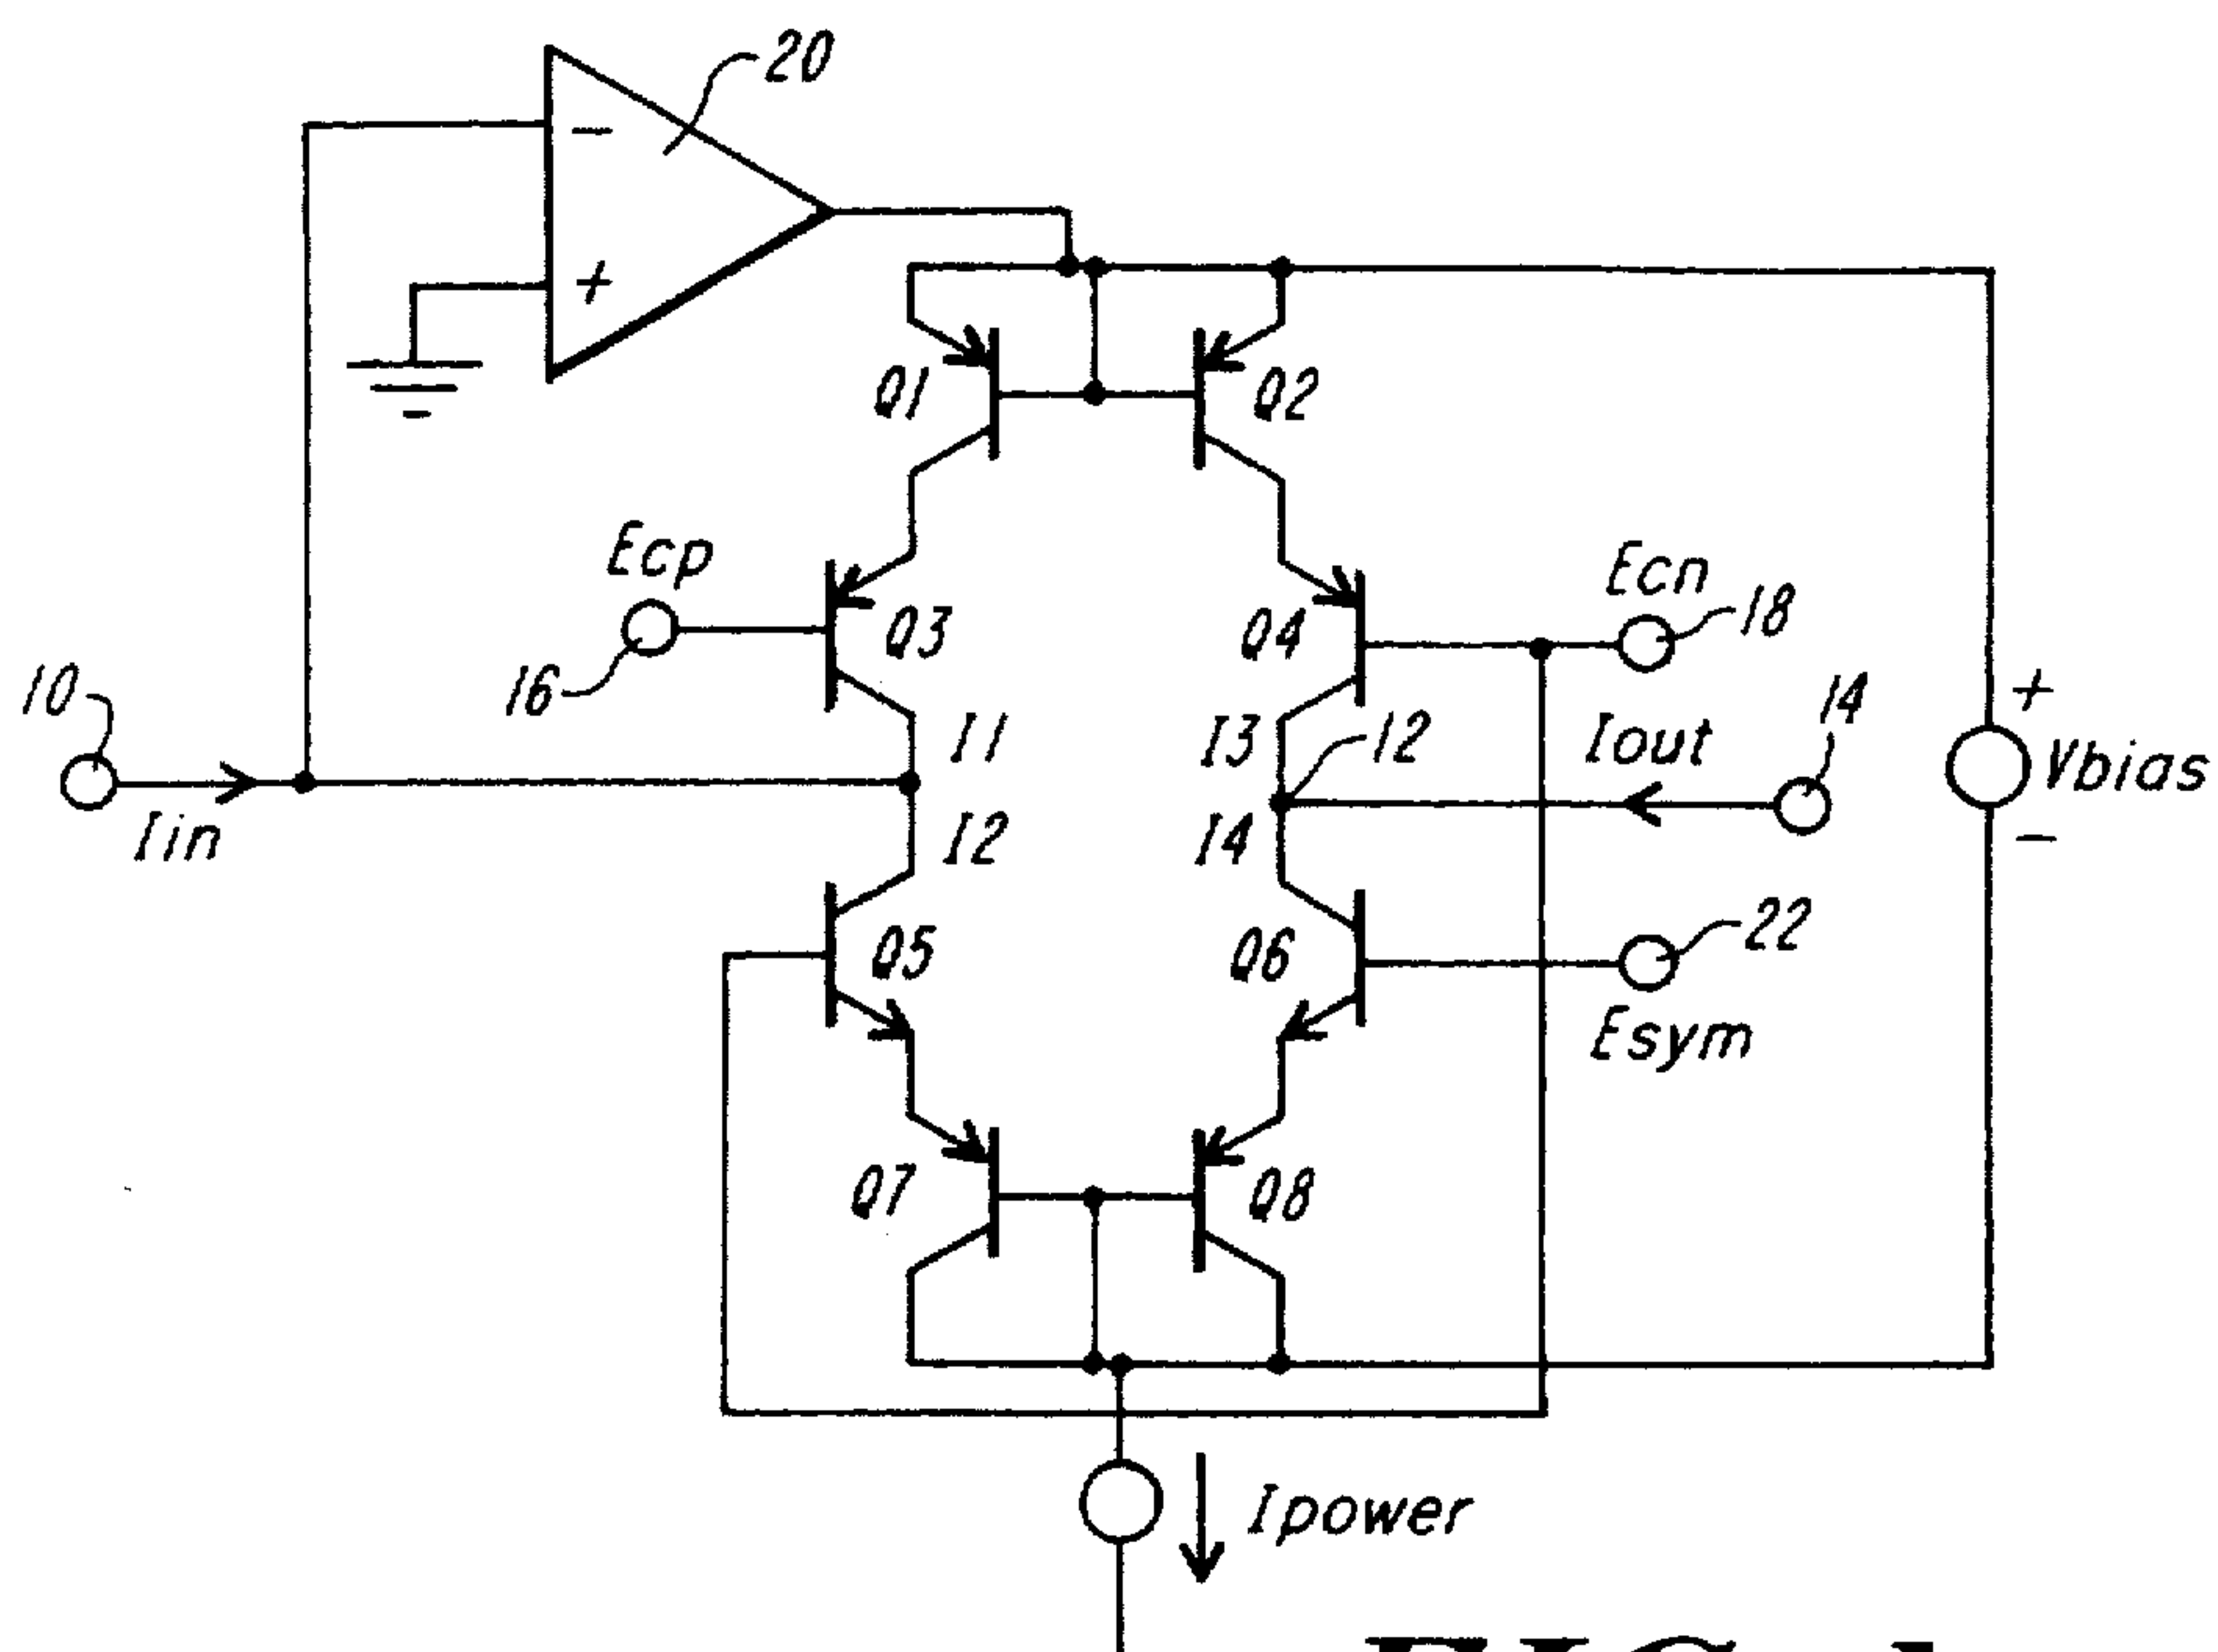 20
−
+
Q1
Q2
Ecp
Ecn
18
Q3
Q4
16
10
I1
I3
12
Iout
14
+
Vbias
−
Iin
I2
I4
Q5
Q6
22
Esym
Q7
Q8
Ipower